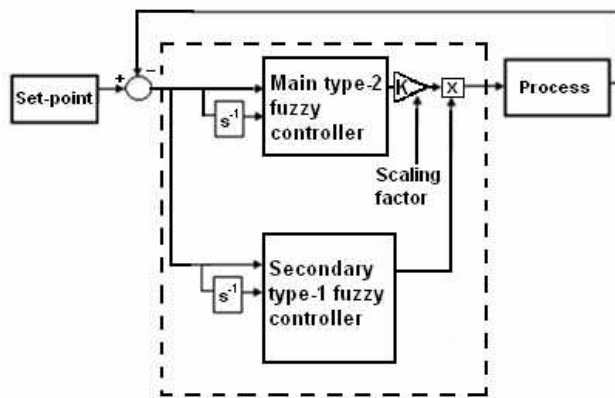 Set-point
+
−
s⁻¹
Main type-2
fuzzy
controller
K
X
Process
Scaling
factor
s⁻¹
Secondary
type-1 fuzzy
controller